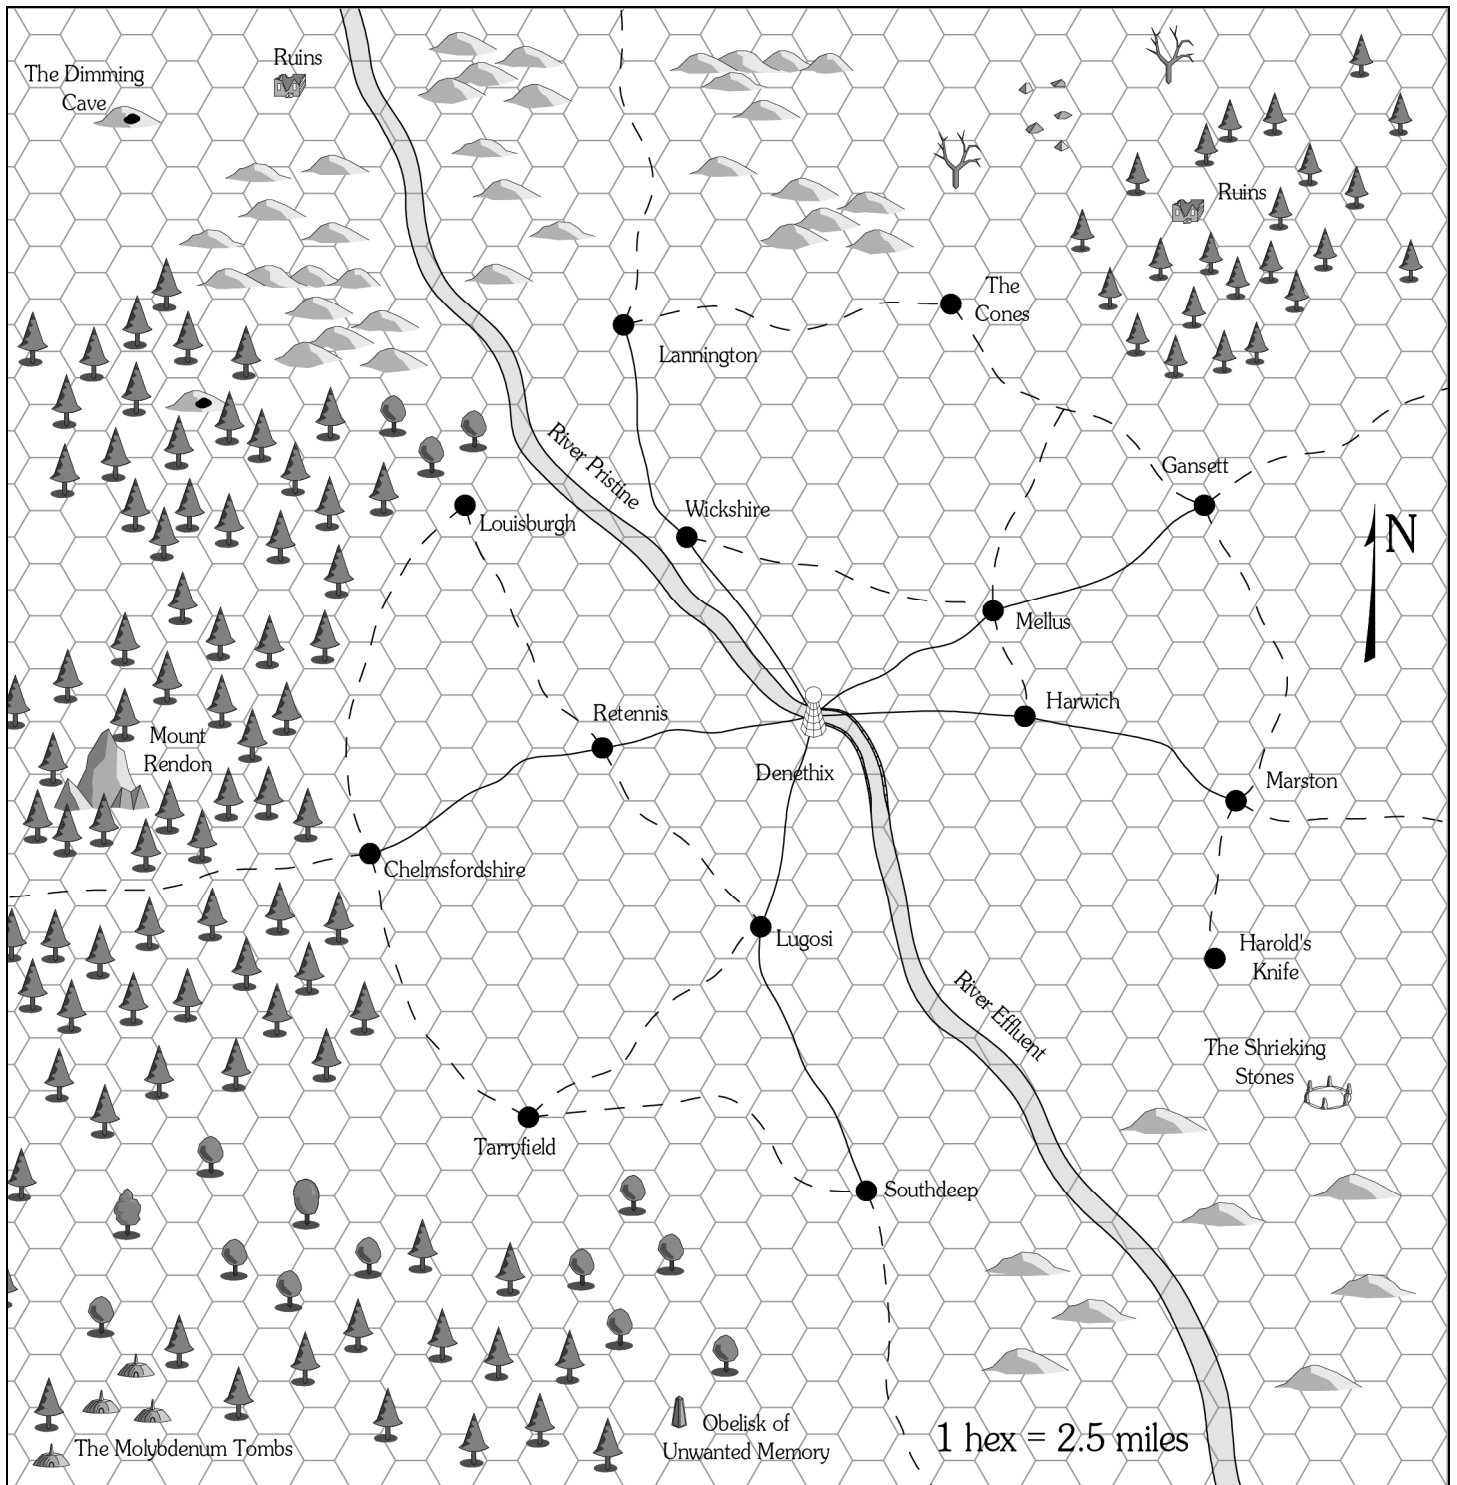 The Dimming
Cave
Ruins
Ruins
The
Cones
Lannington
River Pristine
Gansett
Wickshire
Louisburgh
N
Mellus
Harwich
Retennis
Mount
Rendon
Denethix
Marston
Chelmsfordshire
Lugosi
Harold's
Knife
River Effluent
The Shrieking
Stones
Tarryfield
Southdeep
Obelisk of
Unwanted Memory
1 hex = 2.5 miles
The Molybdenum Tombs